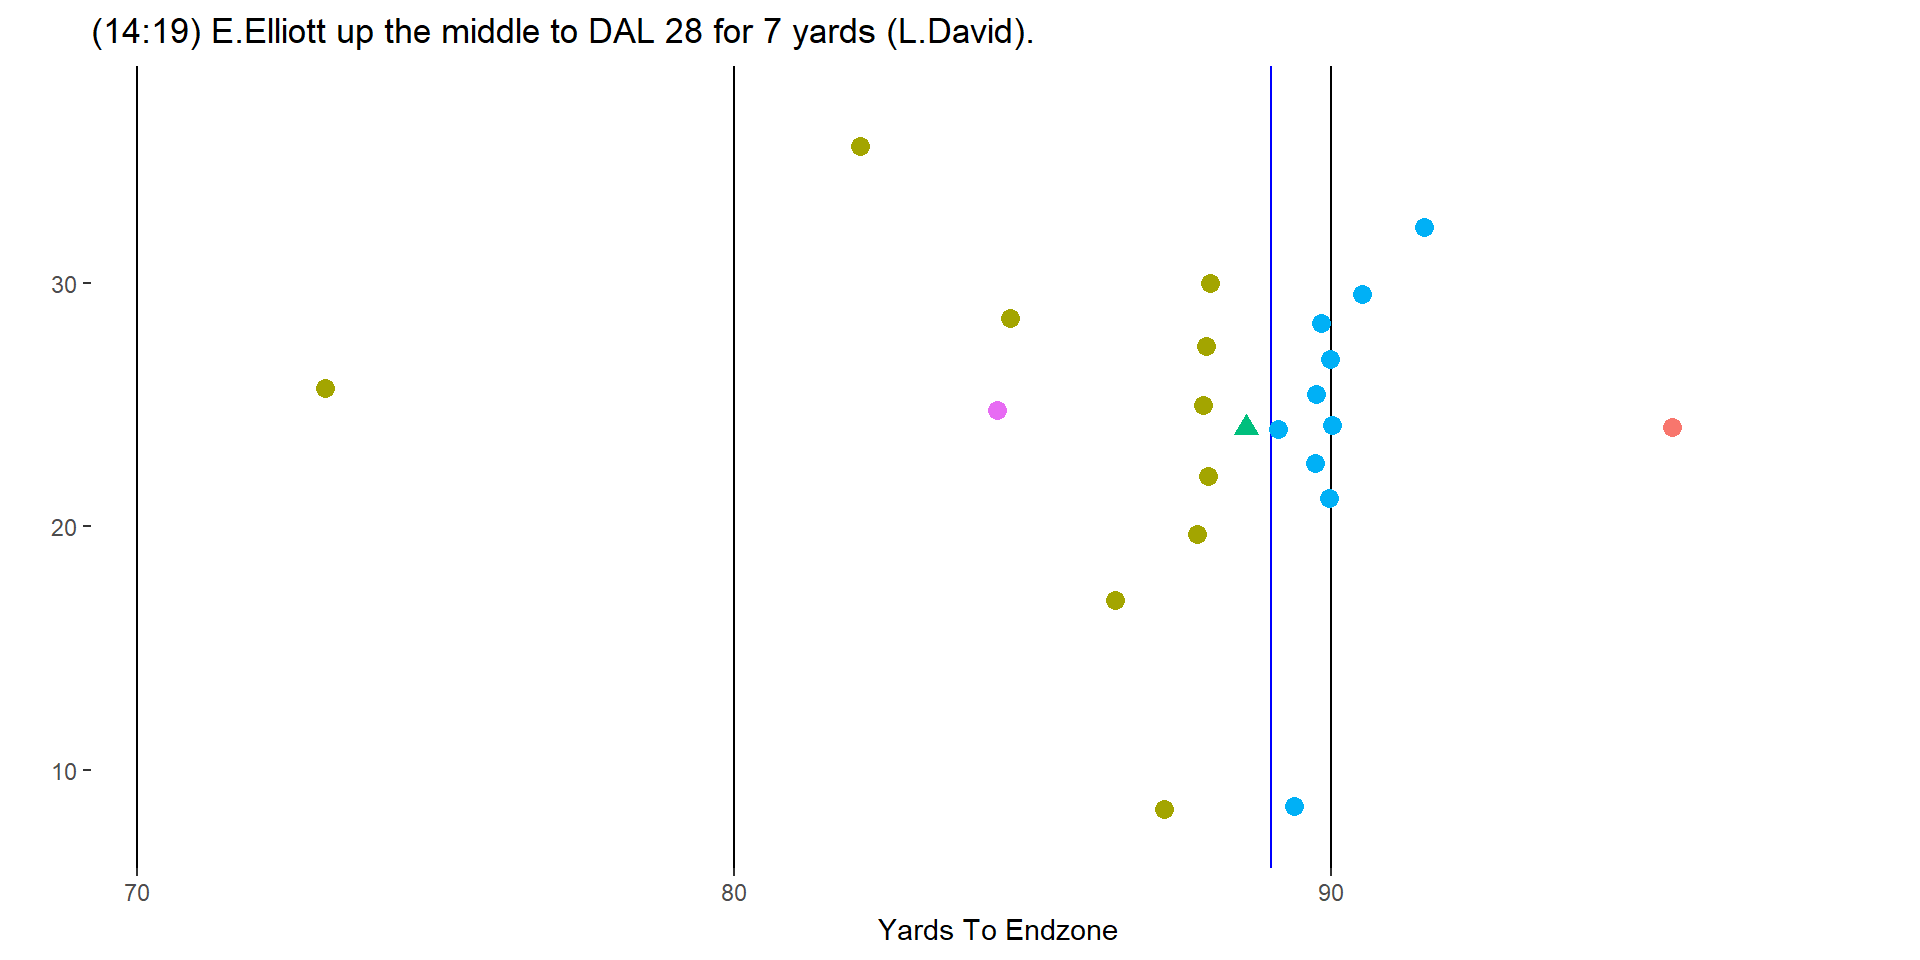 (14:19) E.Elliott up the middle to DAL 28 for 7 yards (L.David).
30
20
10
70 80 90
Yards To Endzone